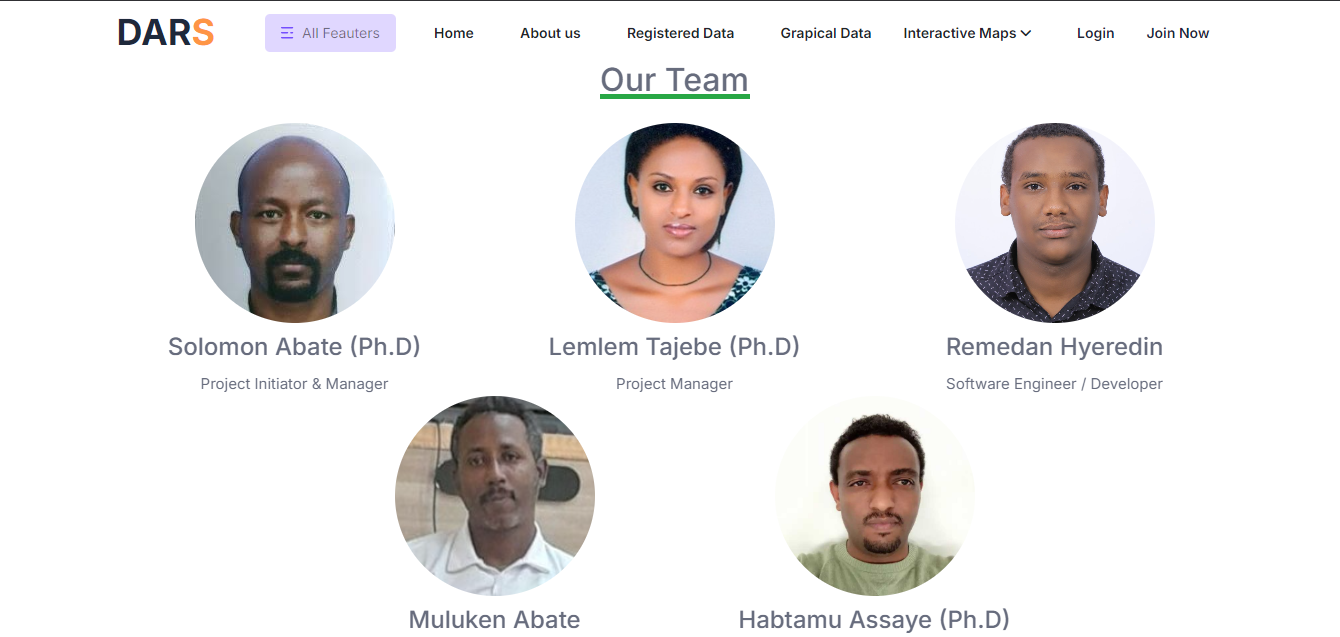 DARS All Feauters Home About us Registered Data Grapical Data Interactive Maps Login Join Now
Our Team
Solomon Abate (Ph.D) Lemlem Tajebe (Ph.D) Remedan Hyeredin
Project Initiator & Manager Project Manager Software Engineer / Developer
Muluken Abate Habtamu Assaye (Ph.D)